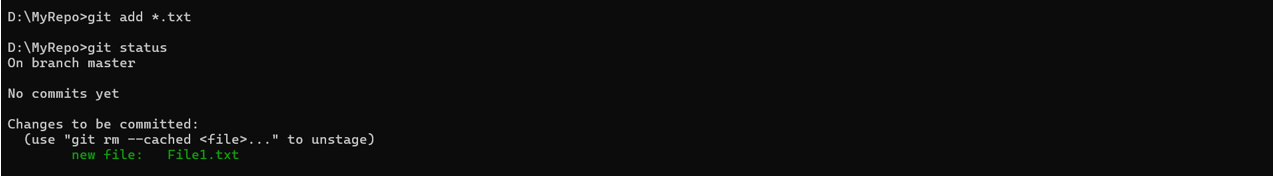 D:\MyRepo>git add *.txt
D:\MyRepo>git status
On branch master
No commits yet
Changes to be committed:
  (use "git rm --cached <file>..." to unstage)
        new file:   File1.txt